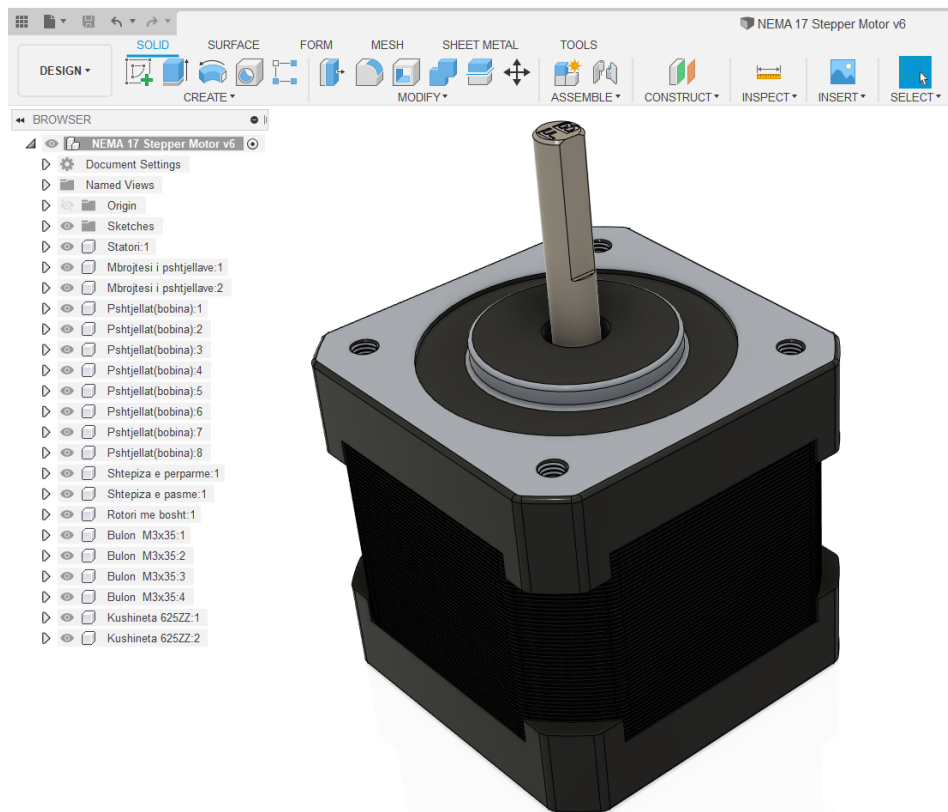 NEMA 17 Stepper Motor v6
SOLID SURFACE FORM MESH SHEET METAL TOOLS
DESIGN
CREATE MODIFY ASSEMBLE CONSTRUCT INSPECT INSERT SELECT
BROWSER
NEMA 17 Stepper Motor v6
Document Settings
Named Views
Origin
Sketches
Statori:1
Mbrojtesi i pshtjellave:1
Mbrojtesi i pshtjellave:2
Pshtjellat(bobina):1
Pshtjellat(bobina):2
Pshtjellat(bobina):3
Pshtjellat(bobina):4
Pshtjellat(bobina):5
Pshtjellat(bobina):6
Pshtjellat(bobina):7
Pshtjellat(bobina):8
Shtepiza e perparme:1
Shtepiza e pasme:1
Rotori me bosht:1
Bulon M3x35:1
Bulon M3x35:2
Bulon M3x35:3
Bulon M3x35:4
Kushineta 625ZZ:1
Kushineta 625ZZ:2